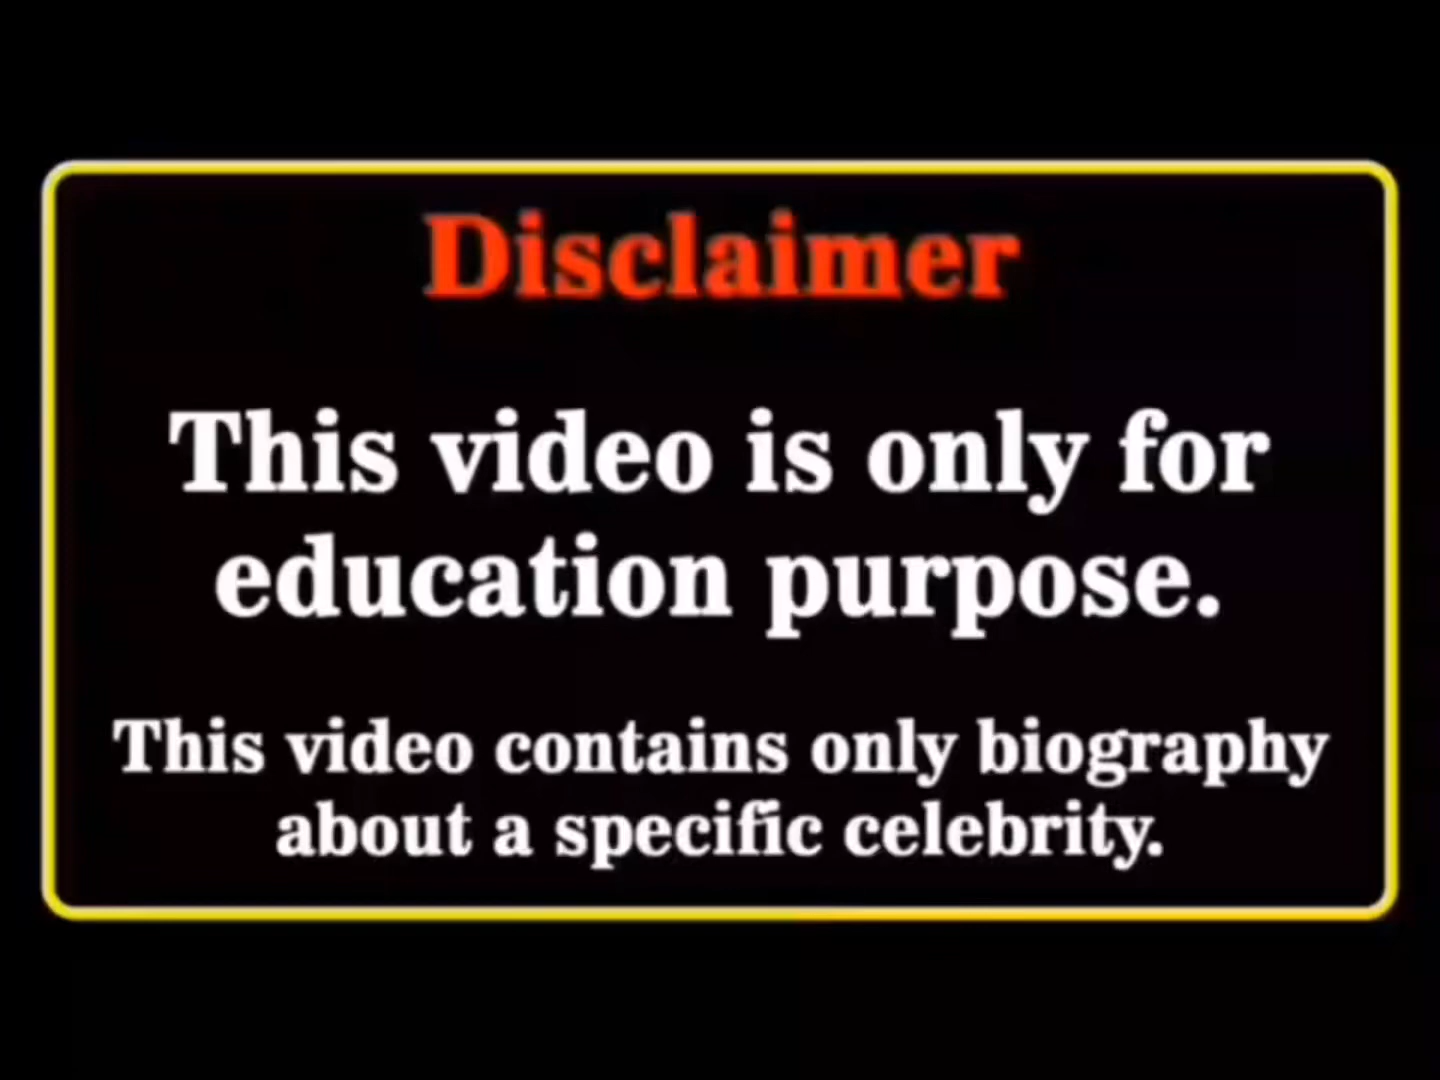 Disclaimer
This video is only for
education purpose.
This video contains only biography
about a specific celebrity.